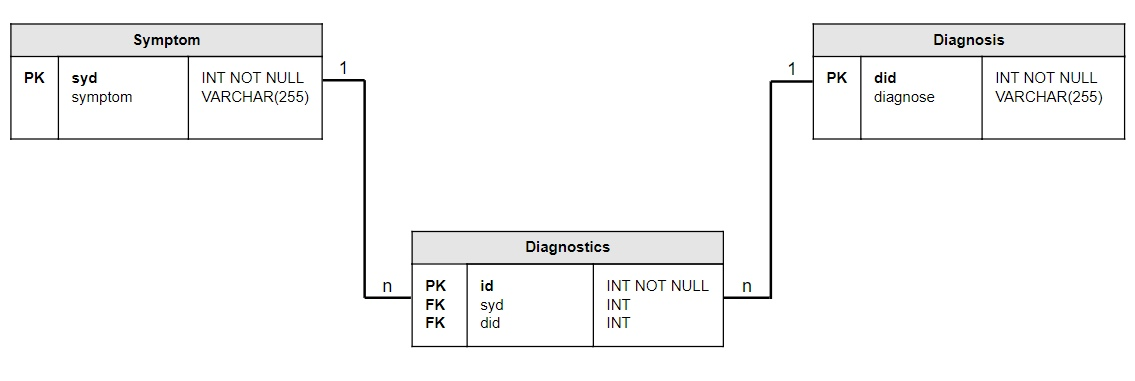 Symptom
PK syd INT NOT NULL
symptom VARCHAR(255)
1
Diagnosis
1
PK did INT NOT NULL
diagnose VARCHAR(255)
Diagnostics
n
PK id INT NOT NULL
n
FK syd INT
FK did INT